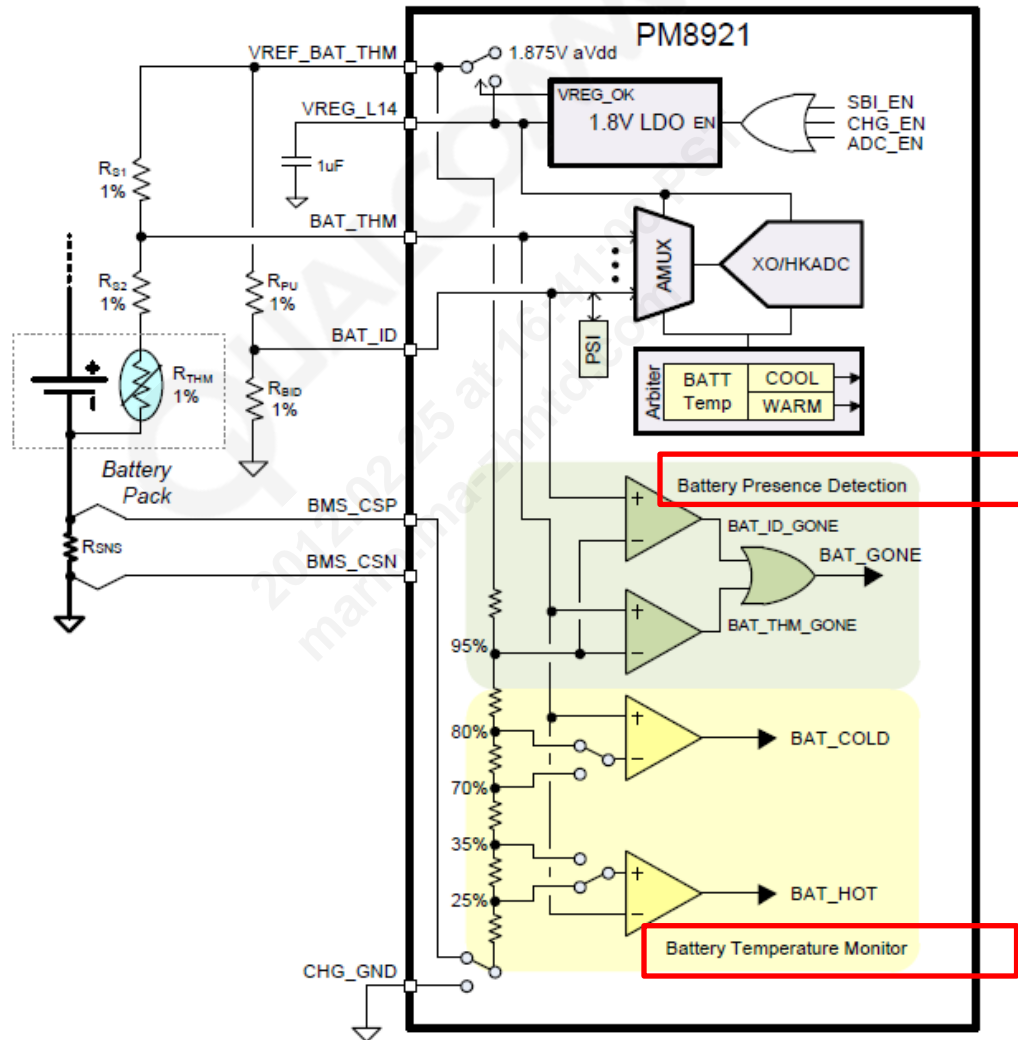 PM8921
VREF_BAT_THM
1.875V aVdd
VREG_L14
VREG_OK
1.8V LDO EN
SBI_EN
CHG_EN
ADC_EN
1uF
RS1
1%
BAT_THM
RS2
1%
RPU
1%
AMUX
XO/HKADC
BAT_ID
PSI
RTHM
1%
RBID
1%
Arbiter
BATT
Temp
COOL
WARM
Battery
Pack
Battery Presence Detection
BMS_CSP
BAT_ID_GONE
BAT_GONE
RSNS
BMS_CSN
BAT_THM_GONE
95%
80%
BAT_COLD
70%
35%
25%
BAT_HOT
Battery Temperature Monitor
CHG_GND
QUALCOMM